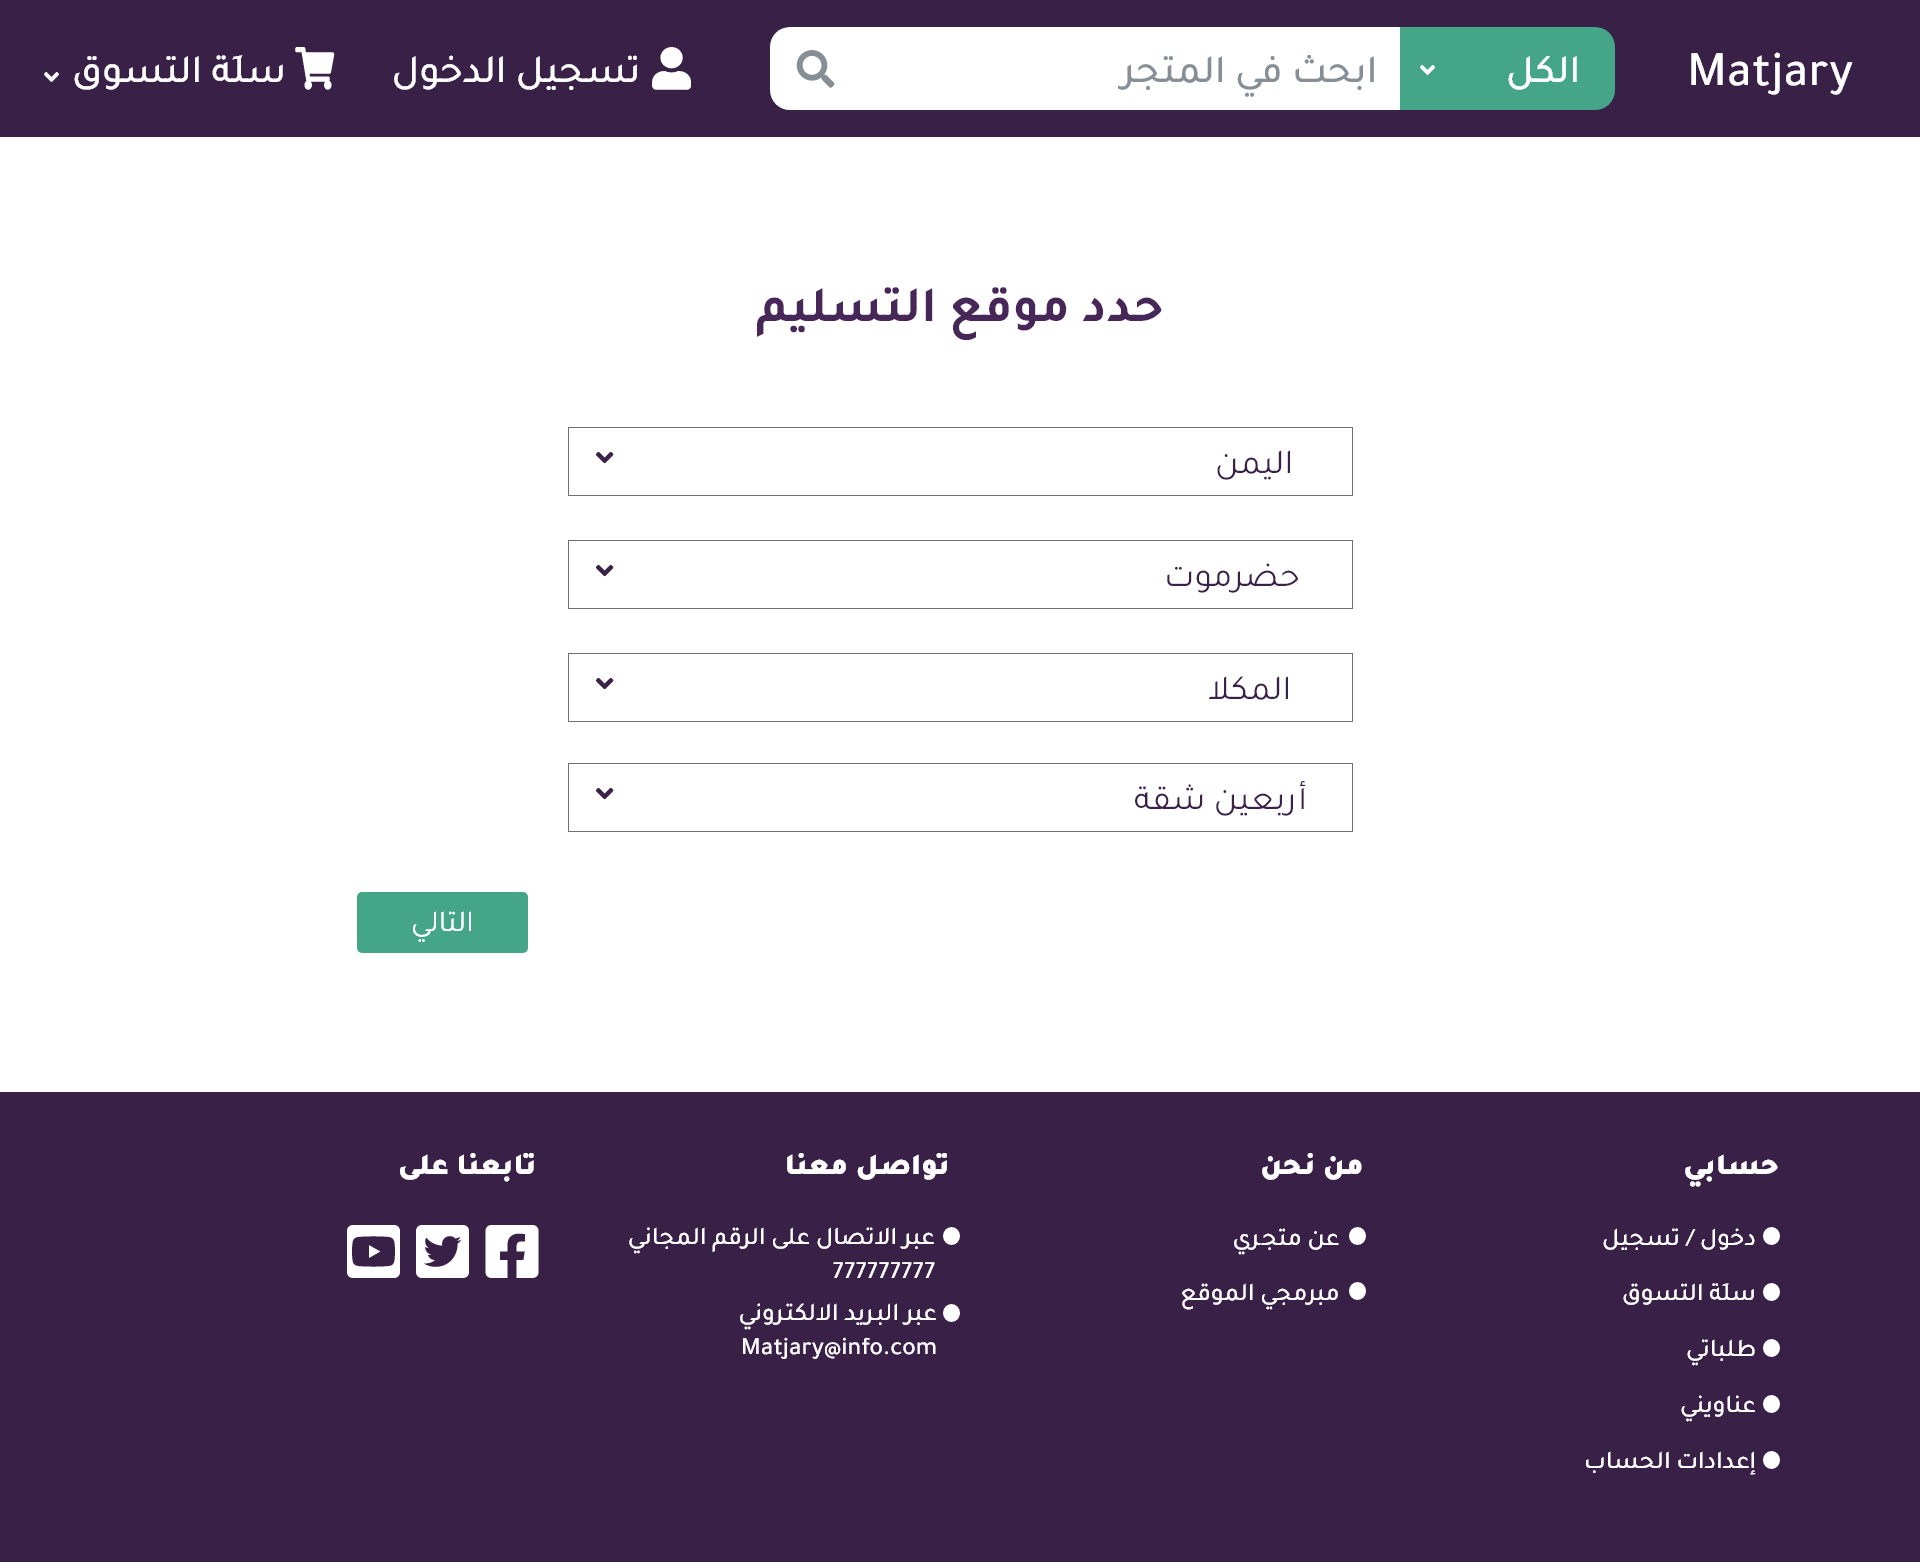 Matjary
الكل
ابحث في المتجر
تسجيل الدخول
سلَة التسوق
حدد موقع التسليم
اليمن
حضرموت
المكلا
أربعين شقة
التالي
حسابي
دخول / تسجيل
سلَة التسوق
طلباتي
عناويني
إعدادات الحساب
من نحن
عن متجري
مبرمجي الموقع
تواصل معنا
عبر الاتصال على الرقم المجاني
777777777
عبر البريد الالكتروني
Matjary@info.com
تابعنا على